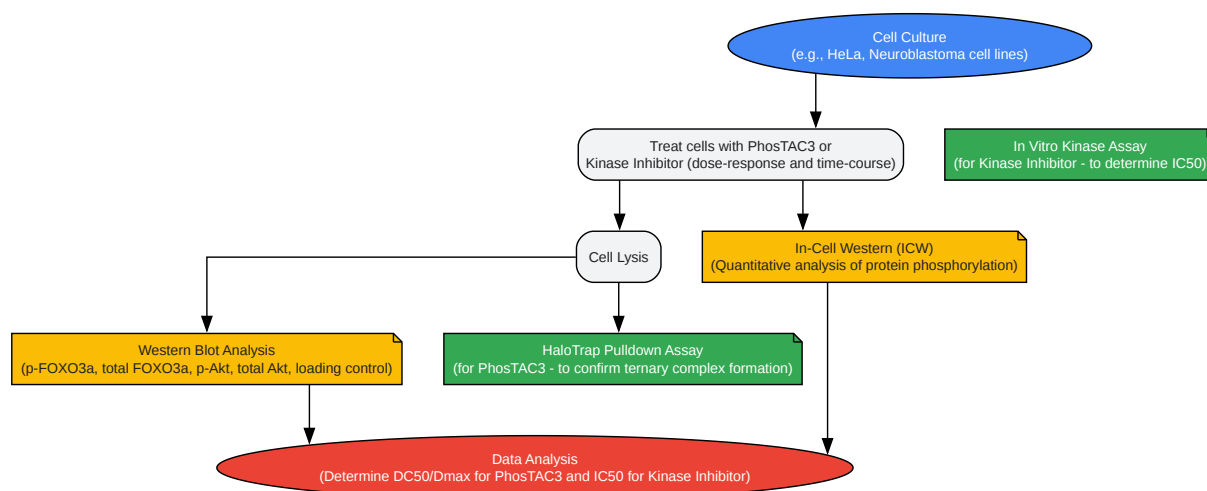 Cell Culture
(e.g., HeLa, Neuroblastoma cell lines)
Treat cells with PhosTAC3 or
Kinase Inhibitor (dose-response and time-course)
In Vitro Kinase Assay
(for Kinase Inhibitor - to determine IC50)
Cell Lysis
In-Cell Western (ICW)
(Quantitative analysis of protein phosphorylation)
Western Blot Analysis
(p-FOXO3a, total FOXO3a, p-Akt, total Akt, loading control)
HaloTrap Pulldown Assay
(for PhosTAC3 - to confirm ternary complex formation)
Data Analysis
(Determine DC50/Dmax for PhosTAC3 and IC50 for Kinase Inhibitor)